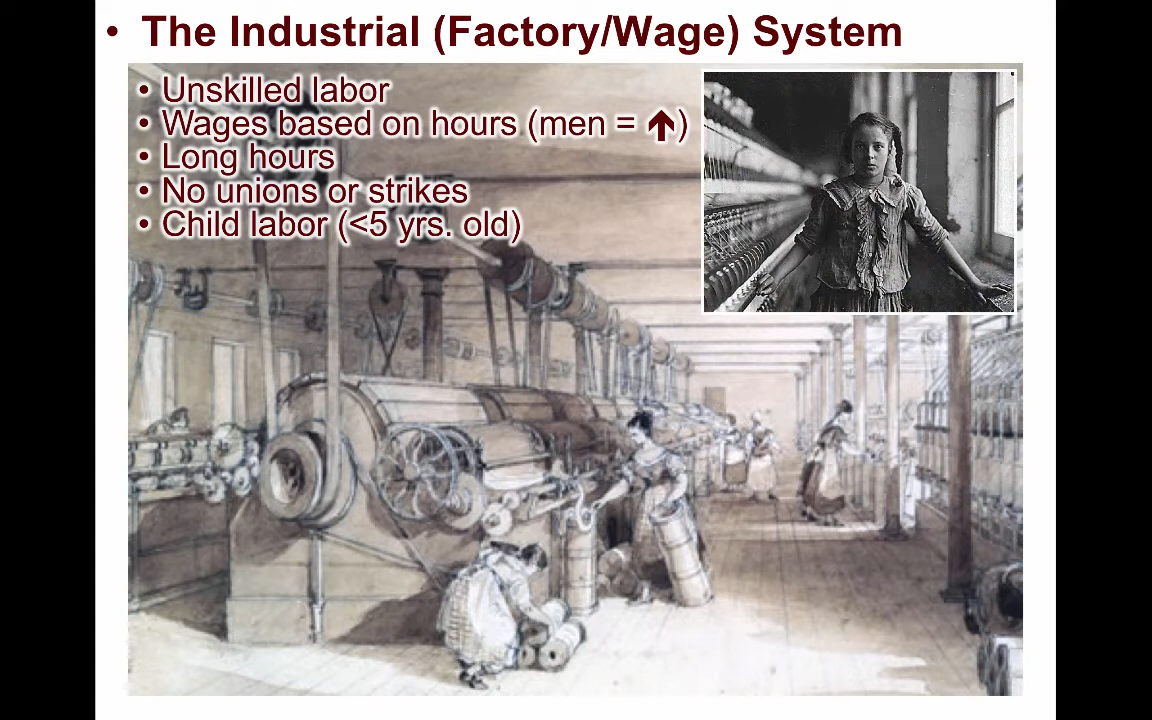 • The Industrial (Factory/Wage) System
• Unskilled labor
• Wages based on hours (men = 🡅)
• Long hours
• No unions or strikes
• Child labor (<5 yrs. old)